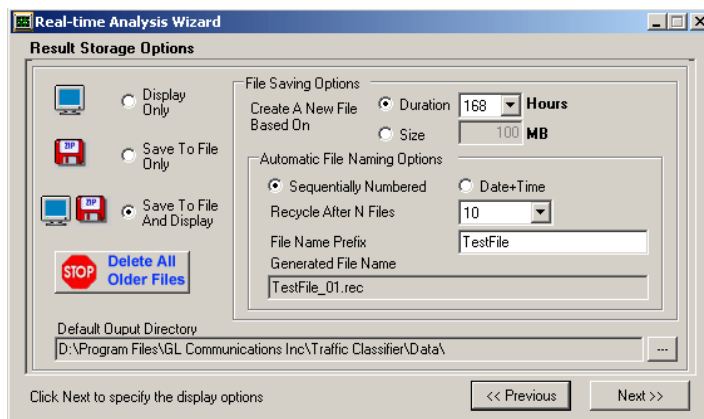 Real-time Analysis Wizard
Result Storage Options
Display
Only
ZIP
Save To File
Only
ZIP
Save To File
And Display
STOP
Delete All
Older Files
File Saving Options
Create A New File
Based On
Duration
168
Hours
Size
100
MB
Automatic File Naming Options
Sequentially Numbered
Date+Time
Recycle After N Files
10
File Name Prefix
TestFile
Generated File Name
TestFile_01.rec
Default Ouput Directory
D:\Program Files\GL Communications Inc\Traffic Classifier\Data\
...
Click Next to specify the display options
<< Previous
Next >>